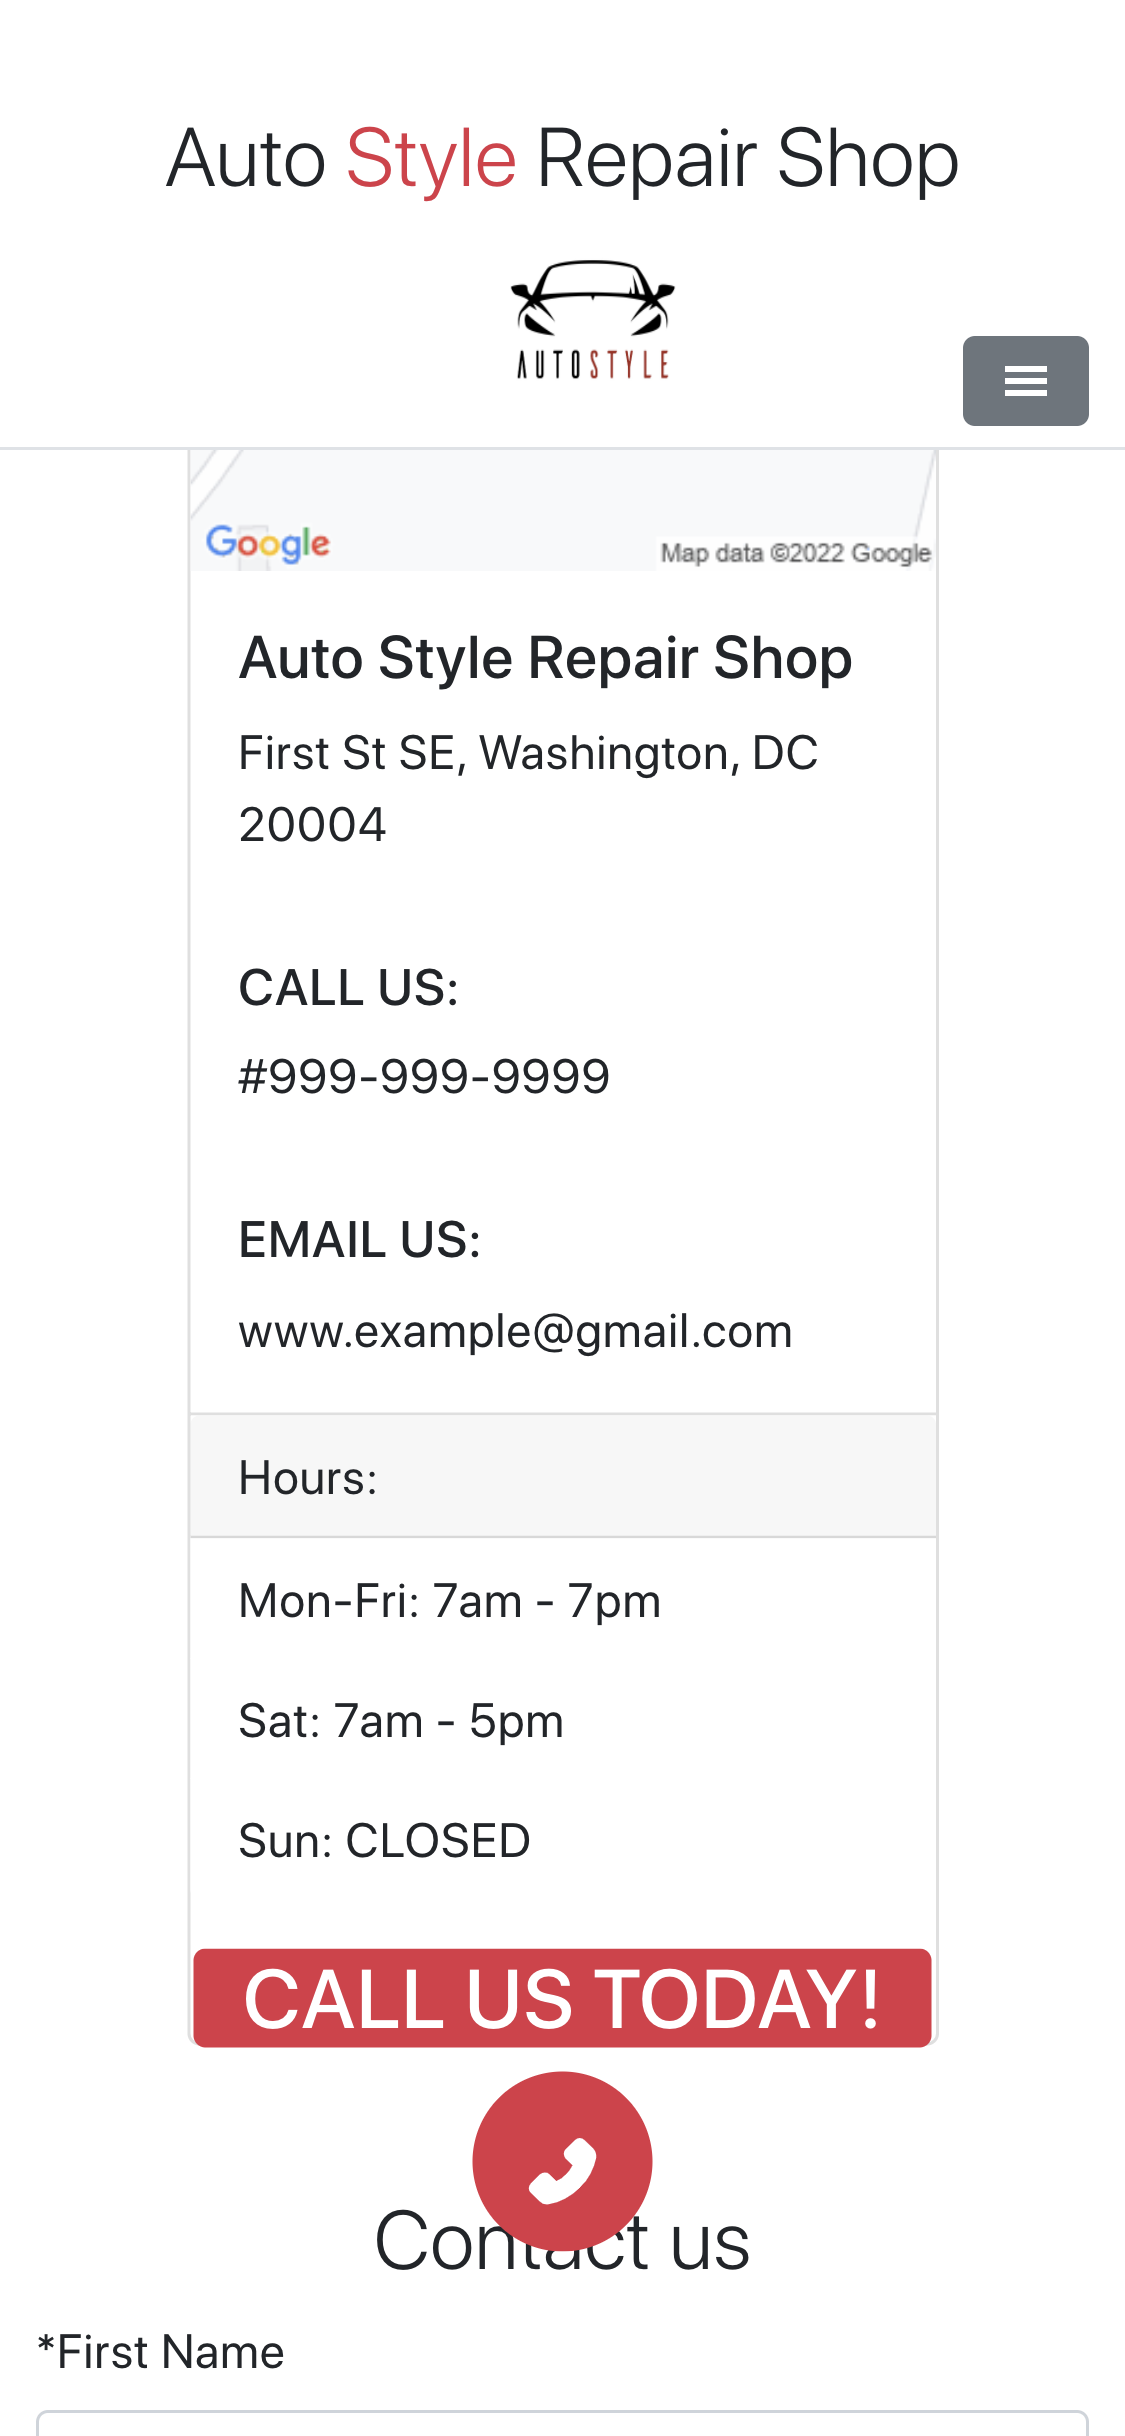 Auto Style Repair Shop
AUTOSTYLE
Google
Map data ©2022 Google
Auto Style Repair Shop
First St SE, Washington, DC
20004
CALL US:
#999-999-9999
EMAIL US:
www.example@gmail.com
Hours:
Mon-Fri: 7am - 7pm
Sat: 7am - 5pm
Sun: CLOSED
CALL US TODAY!
Contact us
*First Name